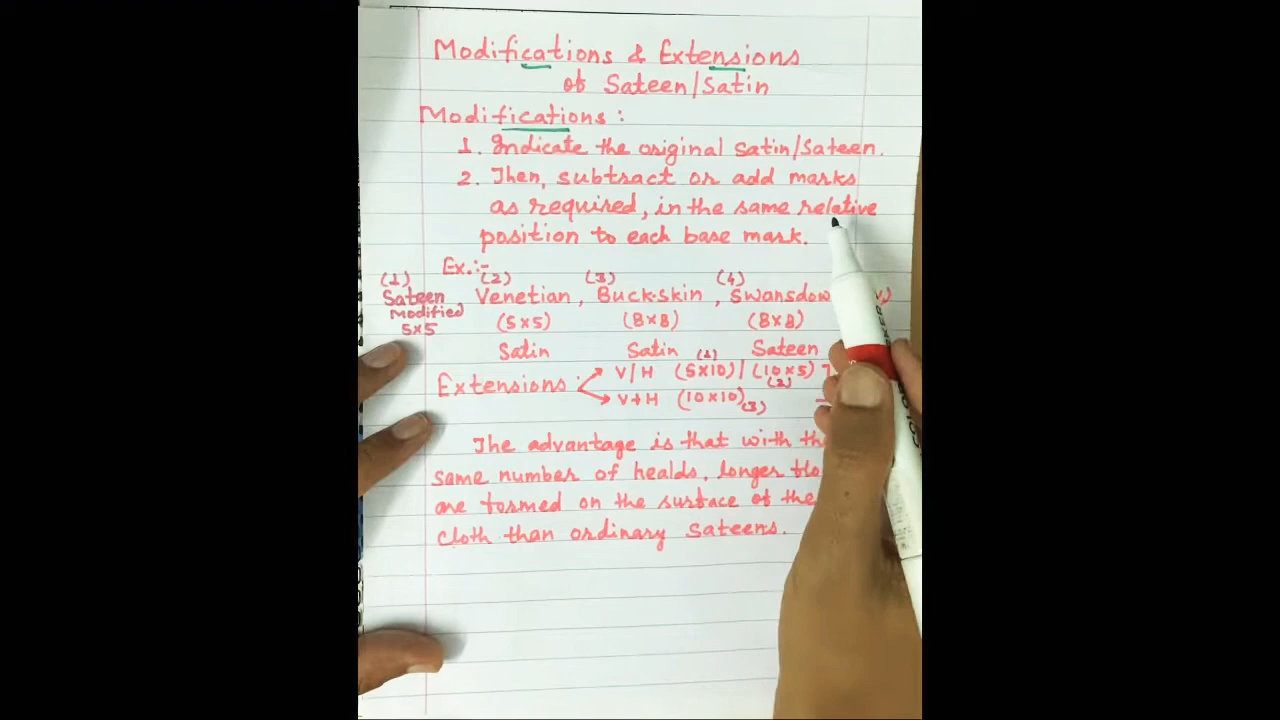 Modifications & Extensions
of Sateen/Satin
Modifications :
1. Indicate the original Satin/Sateen.
2. Then, subtract or add marks
as required, in the same relative
position to each base mark.
Ex.:-
(1) (2) (3) (4)
Sateen Venetian, Buckskin,
Modified (5x5) (8x8) (8x8)
5x5
Satin Satin Sateen
Extensions: V/H (5x10)(1) / (10x5)(2)
V+H (10x10)(3)
The advantage is that with
same number of healds, longer
are formed on the surface of the
cloth than ordinary Sateens.